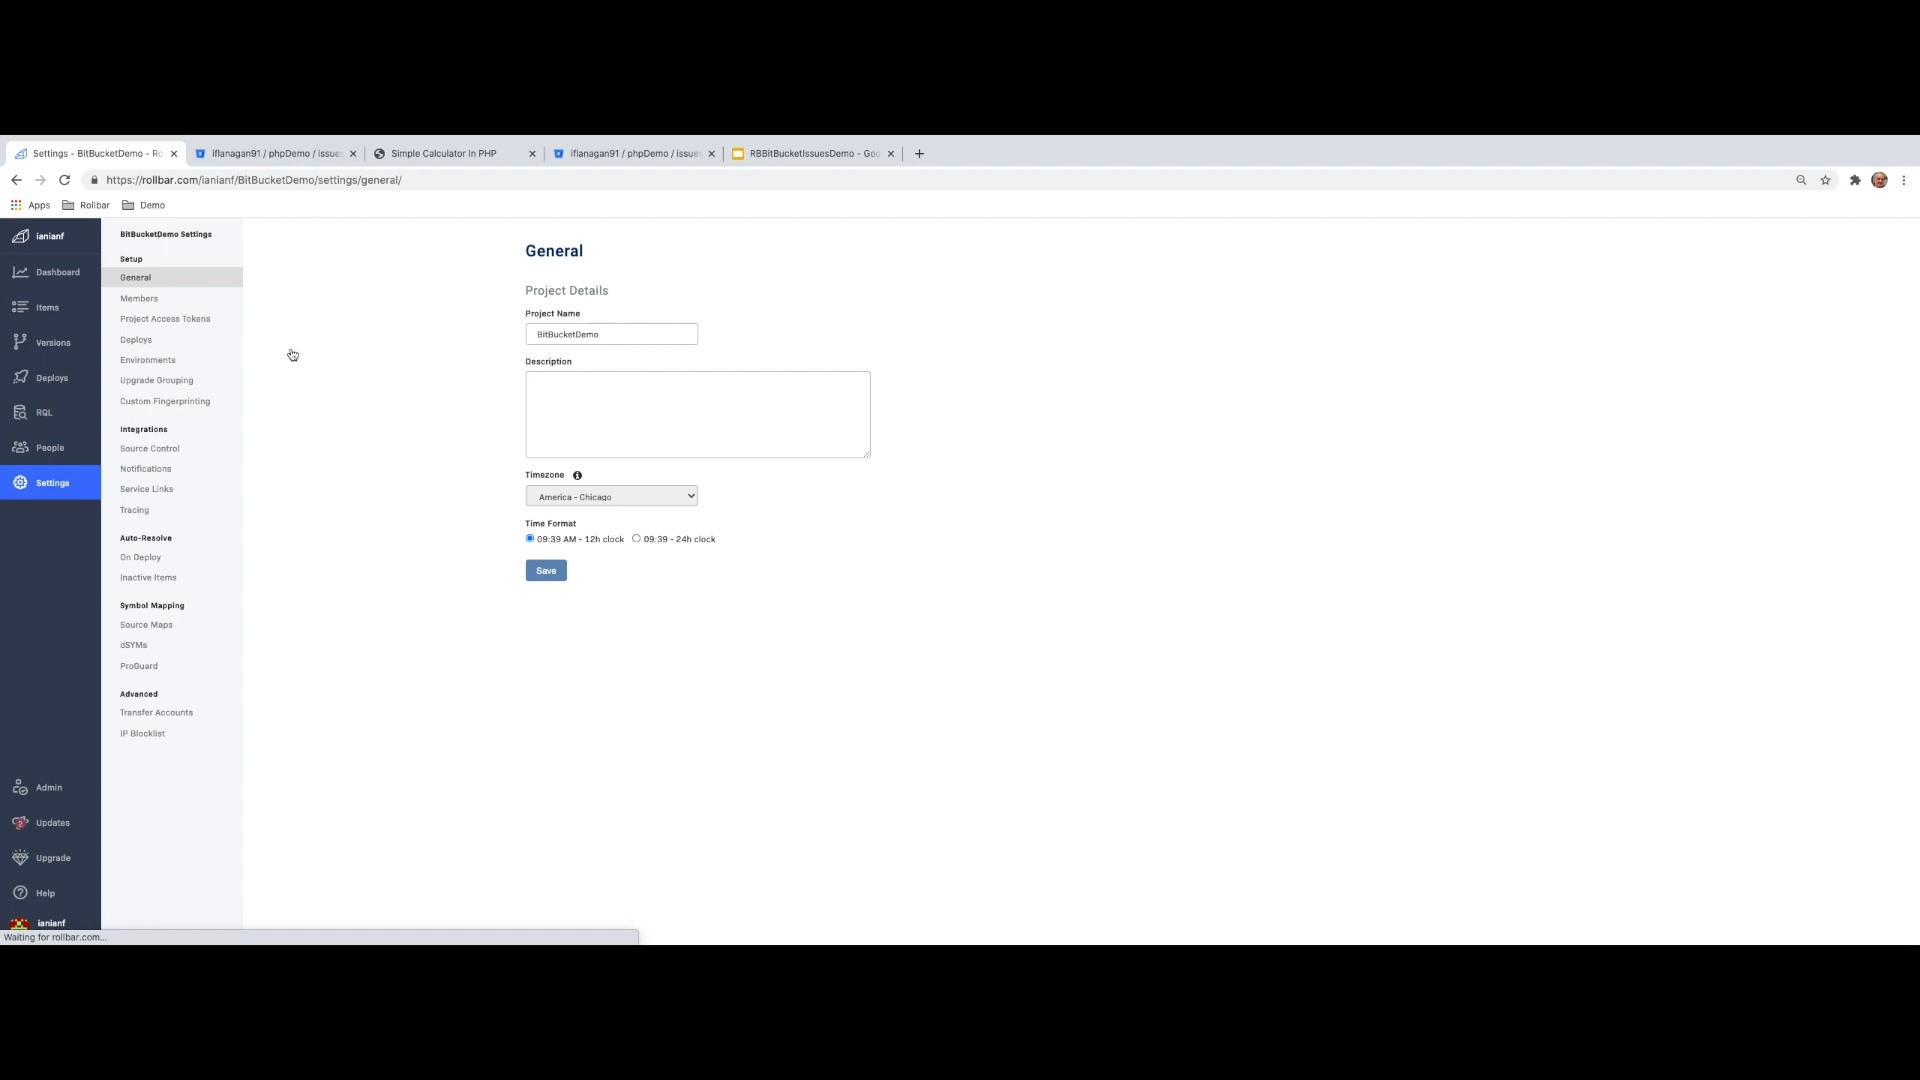 Settings - BitBucketDemo - Ro
iflanagan91 / phpDemo / issues
Simple Calculator In PHP
iflanagan91 / phpDemo / issues
RBBitBucketIssuesDemo - Goo
https://rollbar.com/ianianf/BitBucketDemo/settings/general/
Apps
Rollbar
Demo
ianianf
Dashboard
Items
Versions
Deploys
RQL
People
Settings
Admin
2
Updates
Upgrade
Help
ianianf
BitBucketDemo Settings
Setup
General
Members
Project Access Tokens
Deploys
Environments
Upgrade Grouping
Custom Fingerprinting
Integrations
Source Control
Notifications
Service Links
Tracing
Auto-Resolve
On Deploy
Inactive Items
Symbol Mapping
Source Maps
dSYMs
ProGuard
Advanced
Transfer Accounts
IP Blocklist
General
Project Details
Project Name
BitBucketDemo
Description
Timezone
America - Chicago
Time Format
09:39 AM - 12h clock
09:39 - 24h clock
Save
Waiting for rollbar.com...